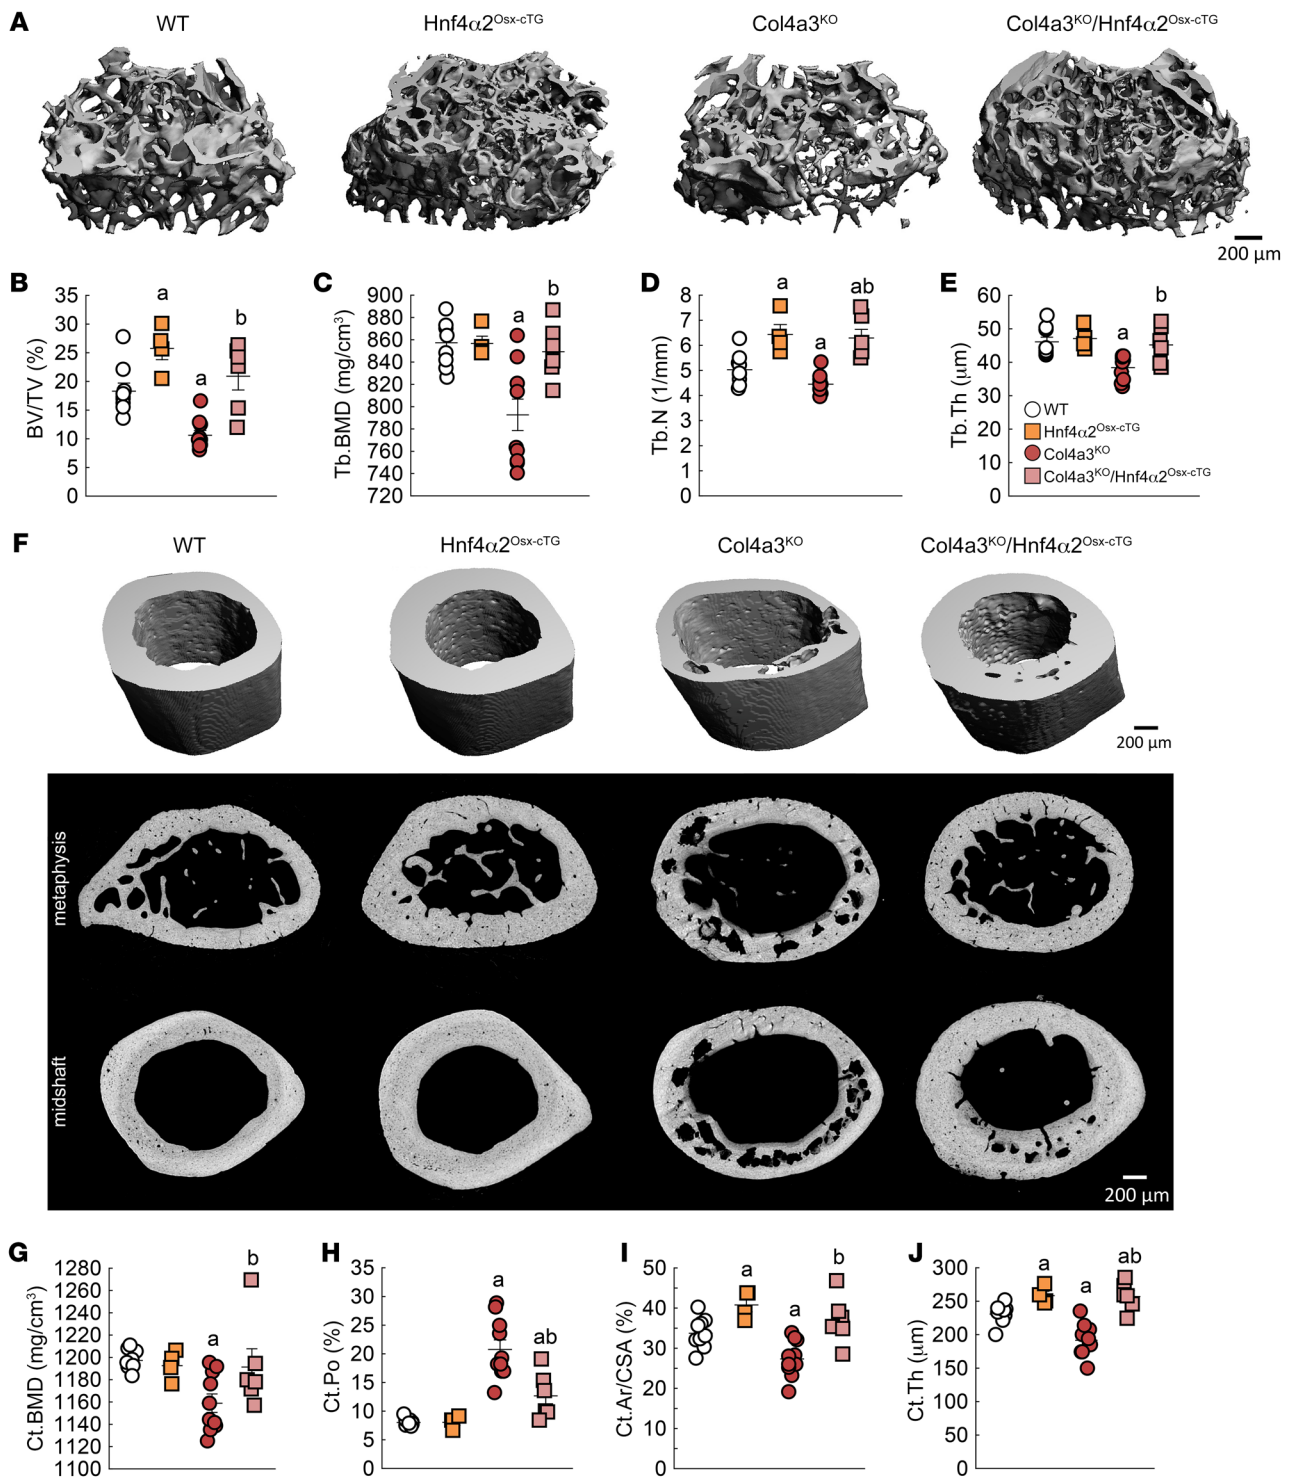 A
WT
Hnf4α2Osx-cTG
Col4a3KO
Col4a3KO/Hnf4α2Osx-cTG
200 µm
B
BV/TV (%)
35
30
25
20
15
10
5
0
a
a
b
C
Tb.BMD (mg/cm3)
900
880
860
840
820
800
780
760
740
720
a
b
D
Tb.N (1/mm)
8
7
6
5
4
3
2
1
0
a
a
ab
E
Tb.Th (µm)
60
50
40
30
20
10
0
a
b
WT
Hnf4α2Osx-cTG
Col4a3KO
Col4a3KO/Hnf4α2Osx-cTG
F
WT
Hnf4α2Osx-cTG
Col4a3KO
Col4a3KO/Hnf4α2Osx-cTG
200 µm
metaphysis
midshaft
200 µm
G
Ct.BMD (mg/cm3)
1280
1260
1240
1220
1200
1180
1160
1140
1120
1100
a
b
H
Ct.Po (%)
35
30
25
20
15
10
5
0
a
ab
I
Ct.Ar/CSA (%)
50
40
30
20
10
0
a
a
b
J
Ct.Th (µm)
300
250
200
150
100
50
0
a
a
ab